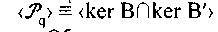 ⟨𝒫_q⟩ ≐ ⟨ker B∩ker B′⟩